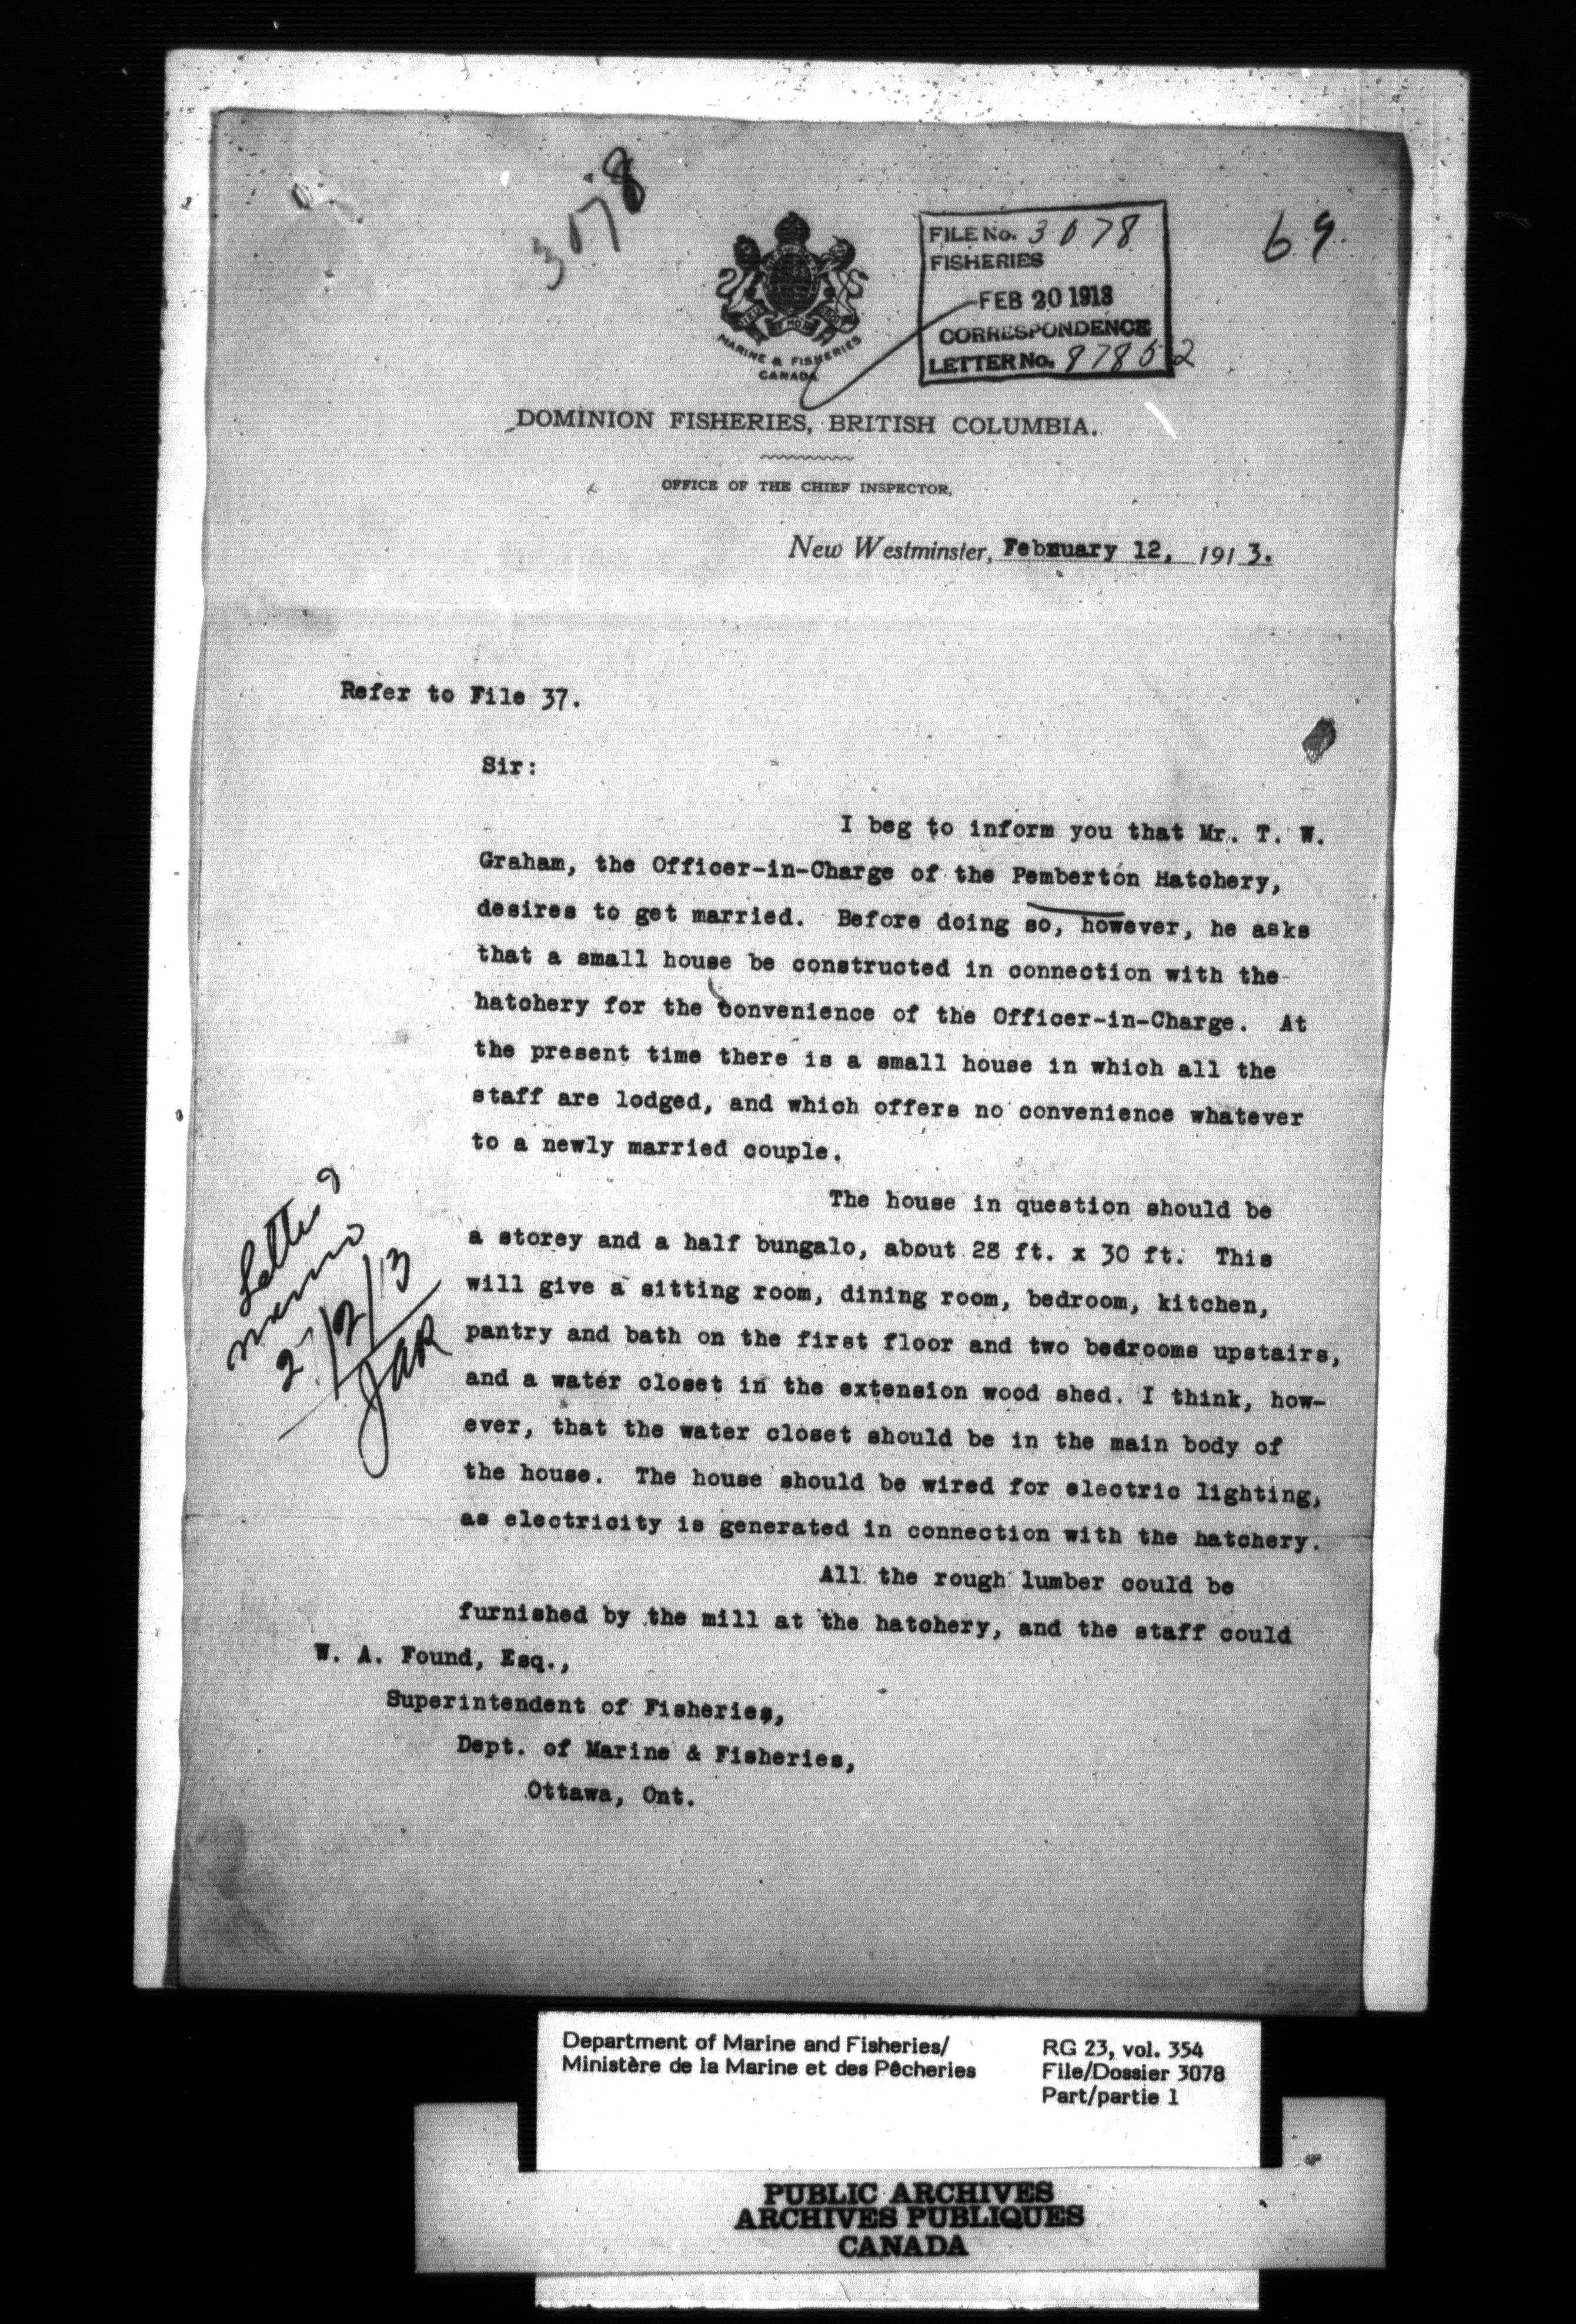 3078
69
FILE No. 3078
FISHERIES
FEB 20 1913
CORRESPONDENCE
LETTER No. 87852
MARINE & FISHERIES
CANADA
DOMINION FISHERIES, BRITISH COLUMBIA.
OFFICE OF THE CHIEF INSPECTOR,
New Westminster, February 12, 1913.
Refer to File 37.
Sir:
I beg to inform you that Mr. T. W.
Graham, the Officer-in-Charge of the Pemberton Hatchery,
desires to get married. Before doing so, however, he asks
that a small house be constructed in connection with the
hatchery for the convenience of the Officer-in-Charge. At
the present time there is a small house in which all the
staff are lodged, and which offers no convenience whatever
to a newly married couple.
The house in question should be
a storey and a half bungalo, about 28 ft. x 30 ft. This
will give a sitting room, dining room, bedroom, kitchen,
pantry and bath on the first floor and two bedrooms upstairs,
and a water closet in the extension wood shed. I think, how-
ever, that the water closet should be in the main body of
the house. The house should be wired for electric lighting,
as electricity is generated in connection with the hatchery.
All the rough lumber could be
furnished by the mill at the hatchery, and the staff could
Letter &
memo
JAR
W. A. Found, Esq.,
Superintendent of Fisheries,
Dept. of Marine & Fisheries,
Ottawa, Ont.
Department of Marine and Fisheries/
Ministère de la Marine et des Pêcheries
RG 23, vol. 354
File/Dossier 3078
Part/partie 1
PUBLIC ARCHIVES
ARCHIVES PUBLIQUES
CANADA